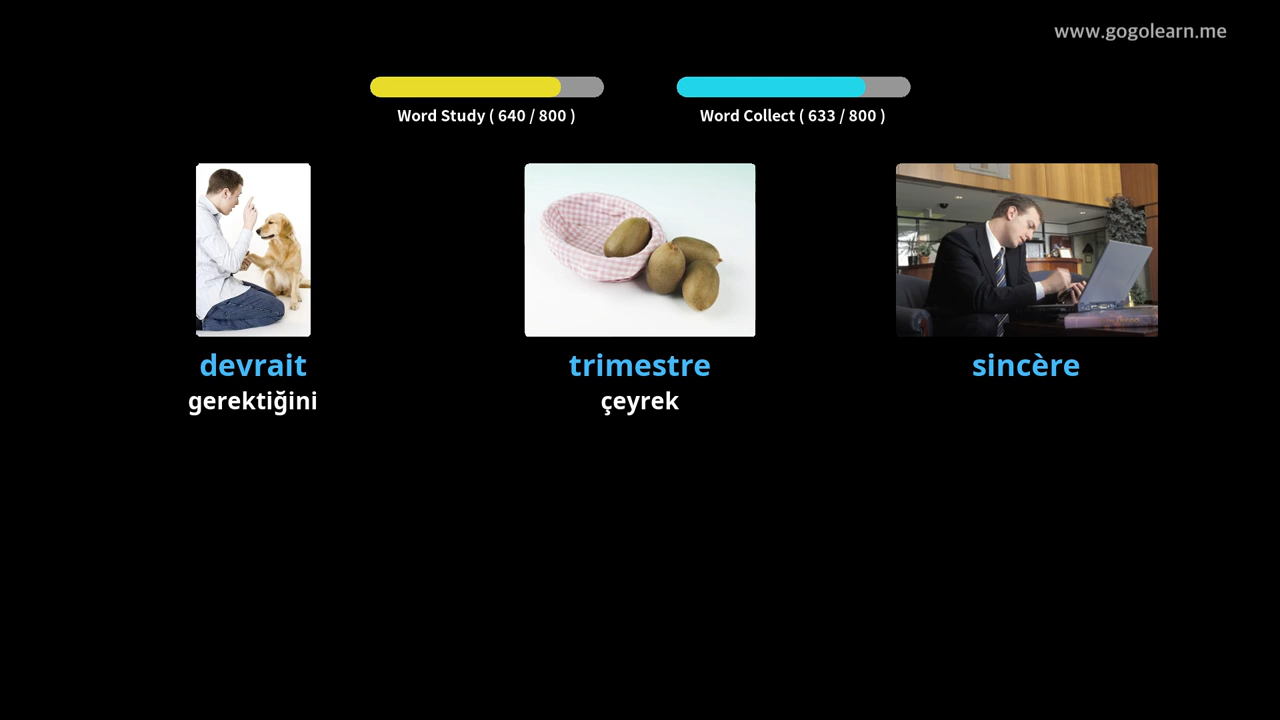 www.gogolearn.me
Word Study ( 640 / 800 )
Word Collect ( 633 / 800 )
devrait
gerektiğini
trimestre
çeyrek
sincère